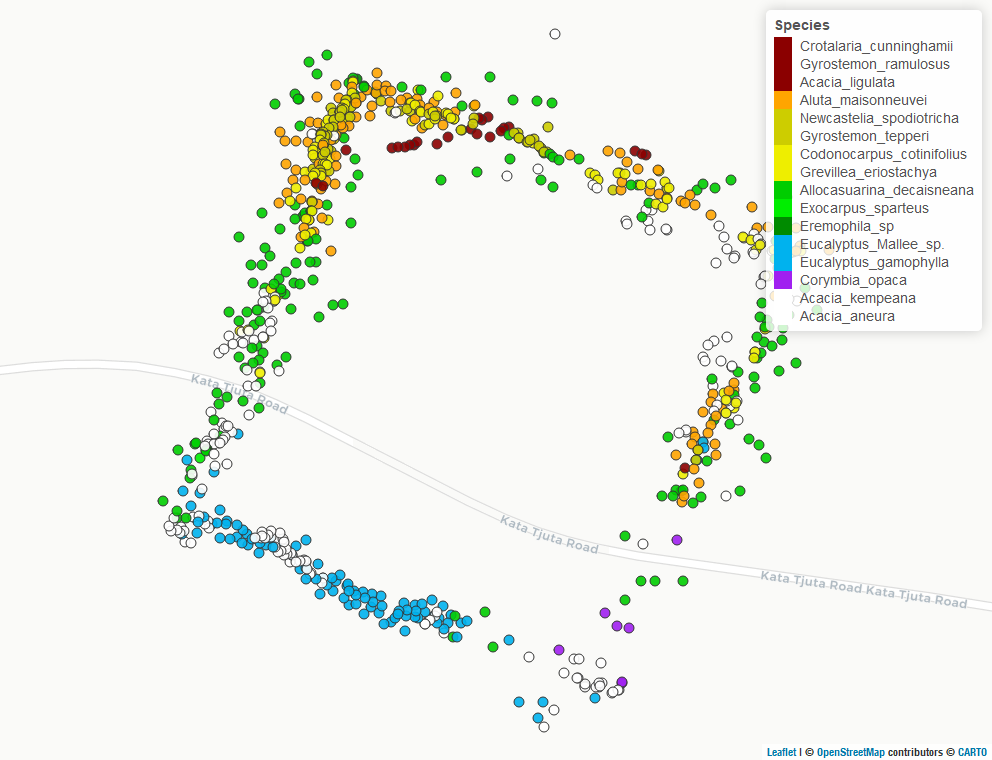 Species
Crotalaria_cunninghamii
Gyrostemon_ramulosus
Acacia_ligulata
Aluta_maisonneuvei
Newcastelia_spodiotricha
Gyrostemon_tepperi
Codonocarpus_cotinifolius
Grevillea_eriostachya
Allocasuarina_decaisneana
Exocarpus_sparteus
Eremophila_sp
Eucalyptus_Mallee_sp.
Eucalyptus_gamophylla
Corymbia_opaca
Acacia_kempeana
Acacia_aneura
Kata Tjuta Road
Kata Tjuta Road
Kata Tjuta Road Kata Tjuta Road
Leaflet | © OpenStreetMap contributors © CARTO